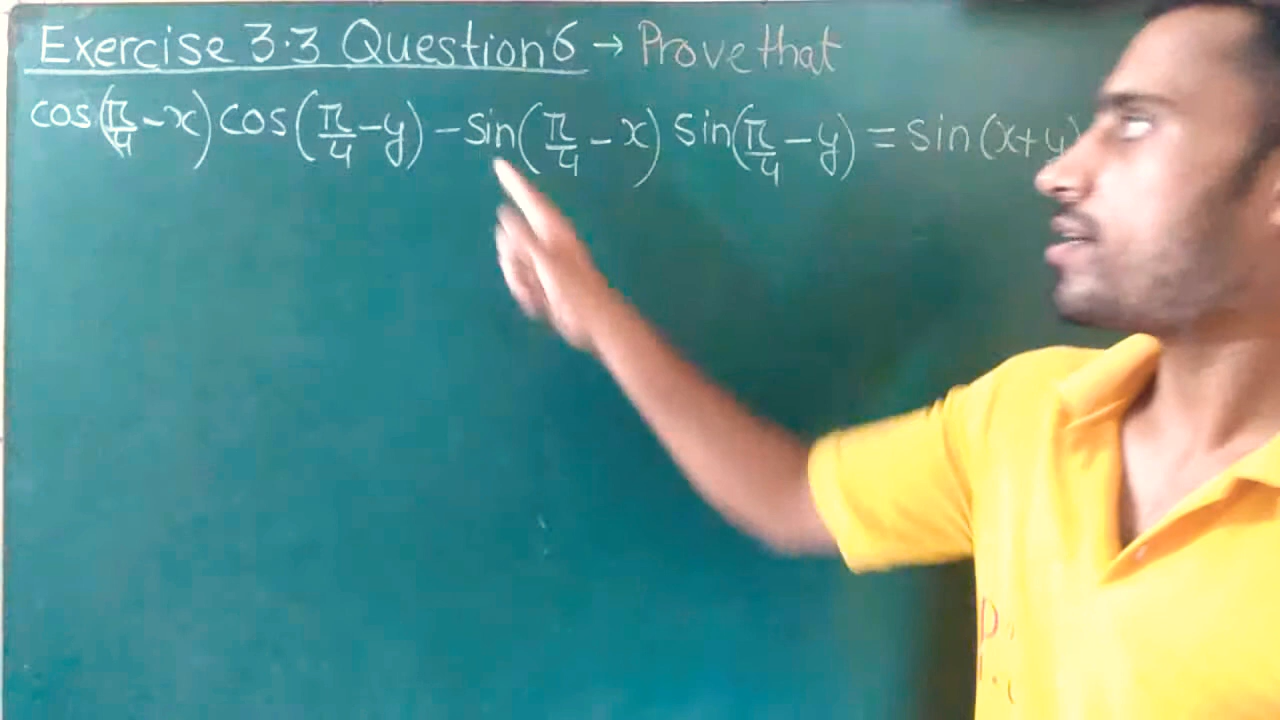 Exercise 3.3 Question 6 → Prove that
cos(π/4 - x) cos(π/4 - y) - sin(π/4 - x) sin(π/4 - y) = sin(x+y)